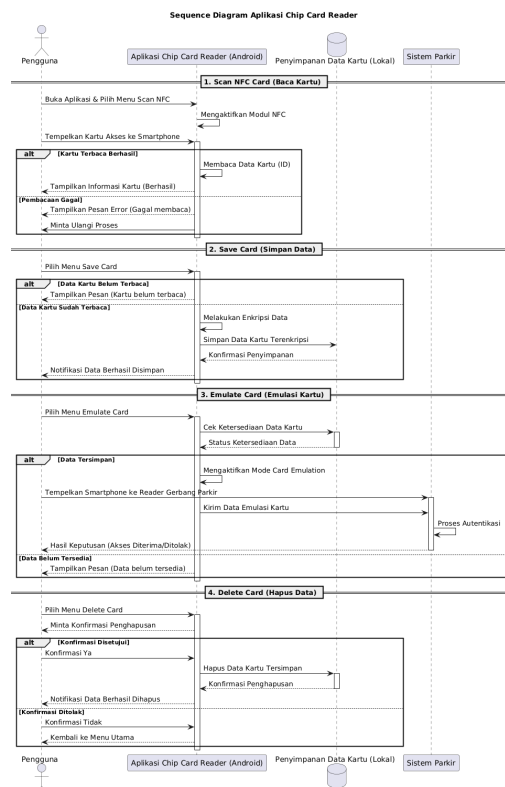 Sequence Diagram Aplikasi Chip Card Reader
Pengguna
Aplikasi Chip Card Reader (Android)
Penyimpanan Data Kartu (Lokal)
Sistem Parkir
1. Scan NFC Card (Baca Kartu)
Buka Aplikasi & Pilih Menu Scan NFC
Mengaktifkan Modul NFC
Tempelkan Kartu Akses ke Smartphone
alt [Kartu Terbaca Berhasil]
Membaca Data Kartu (ID)
Tampilkan Informasi Kartu (Berhasil)
[Pembacaan Gagal]
Tampilkan Pesan Error (Gagal membaca)
Minta Ulangi Proses
2. Save Card (Simpan Data)
Pilih Menu Save Card
alt [Data Kartu Belum Terbaca]
Tampilkan Pesan (Kartu belum terbaca)
[Data Kartu Sudah Terbaca]
Melakukan Enkripsi Data
Simpan Data Kartu Terenkripsi
Konfirmasi Penyimpanan
Notifikasi Data Berhasil Disimpan
3. Emulate Card (Emulasi Kartu)
Pilih Menu Emulate Card
Cek Ketersediaan Data Kartu
Status Ketersediaan Data
alt [Data Tersimpan]
Mengaktifkan Mode Card Emulation
Tempelkan Smartphone ke Reader Gerbang Parkir
Kirim Data Emulasi Kartu
Proses Autentikasi
Hasil Keputusan (Akses Diterima/Ditolak)
[Data Belum Tersedia]
Tampilkan Pesan (Data belum tersedia)
4. Delete Card (Hapus Data)
Pilih Menu Delete Card
Minta Konfirmasi Penghapusan
alt [Konfirmasi Disetujui]
Konfirmasi Ya
Hapus Data Kartu Tersimpan
Konfirmasi Penghapusan
Notifikasi Data Berhasil Dihapus
[Konfirmasi Ditolak]
Konfirmasi Tidak
Kembali ke Menu Utama
Pengguna
Aplikasi Chip Card Reader (Android)
Penyimpanan Data Kartu (Lokal)
Sistem Parkir